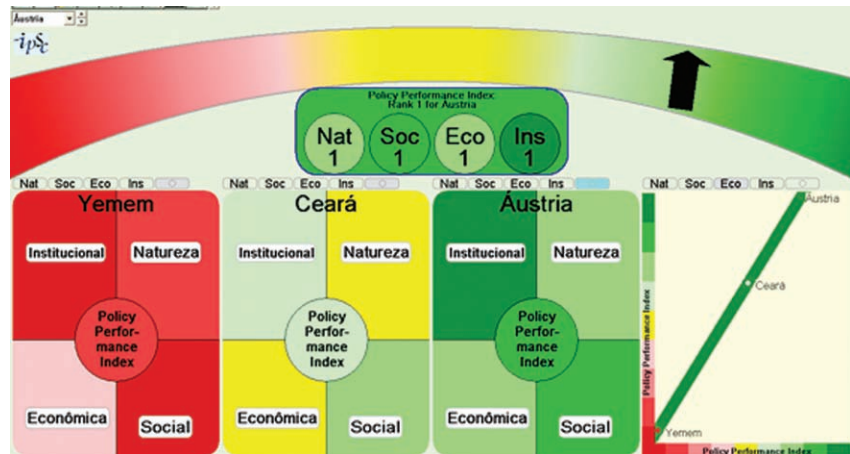 Áustria
ipsc
Policy Performance Index
Rank 1 for Austria
Nat Soc Eco Ins
1 1 1 1
Nat Soc Eco Ins
Nat Soc Eco Ins
Nat Soc Eco Ins
Nat Soc Eco Ins
Yemem
Institucional Natureza
Policy
Perfor-
mance
Index
Econômica Social
Ceará
Institucional Natureza
Policy
Perfor-
mance
Index
Econômica Social
Áustria
Institucional Natureza
Policy
Perfor-
mance
Index
Econômica Social
Áustria
Ceará
Yemem
Policy Performance Index
Policy Performance Index